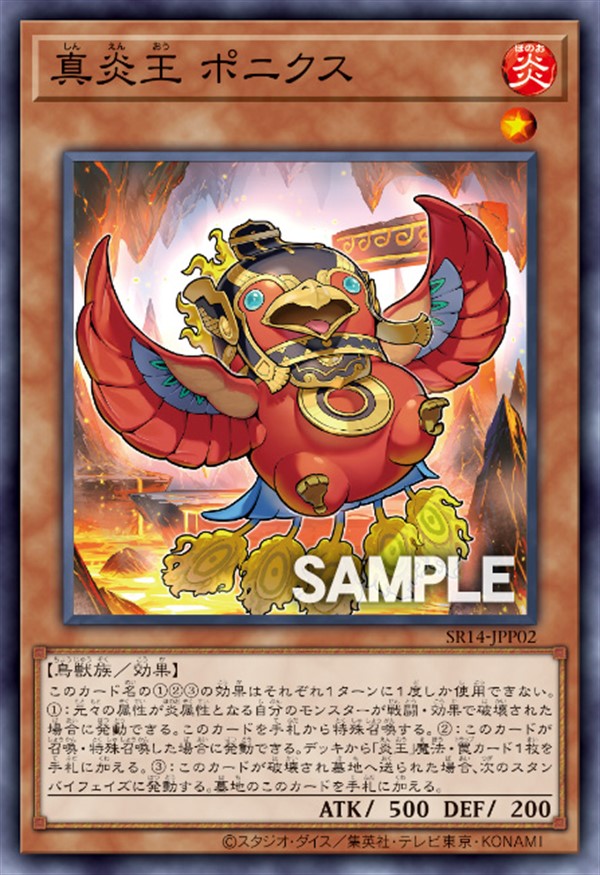 真炎王 ポニクス
炎
SAMPLE
SR14-JPP02
【鳥獣族/効果】
このカード名の①②③の効果はそれぞれ1ターンに1度しか使用できない。
①:元々の属性が炎属性となる自分のモンスターが戦闘・効果で破壊された
場合に発動できる。このカードを手札から特殊召喚する。②:このカードが
召喚・特殊召喚した場合に発動できる。デッキから「炎王」魔法・罠カード1枚を
手札に加える。③:このカードが破壊され墓地へ送られた場合、次のスタン
バイフェイズに発動する。墓地のこのカードを手札に加える。
ATK/ 500 DEF/ 200
©スタジオ・ダイス/集英社・テレビ東京・KONAMI